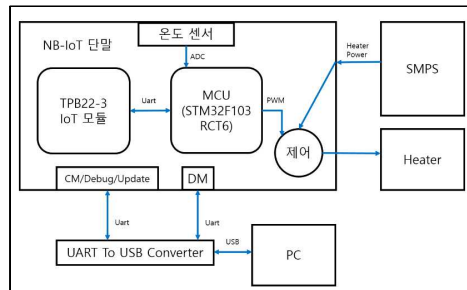 NB-IoT 단말
온도 센서
ADC
Heater
Power
SMPS
TPB22-3
IoT 모듈
Uart
MCU
(STM32F103
RCT6)
PWM
제어
Heater
CM/Debug/Update
DM
Uart
Uart
UART To USB Converter
USB
PC